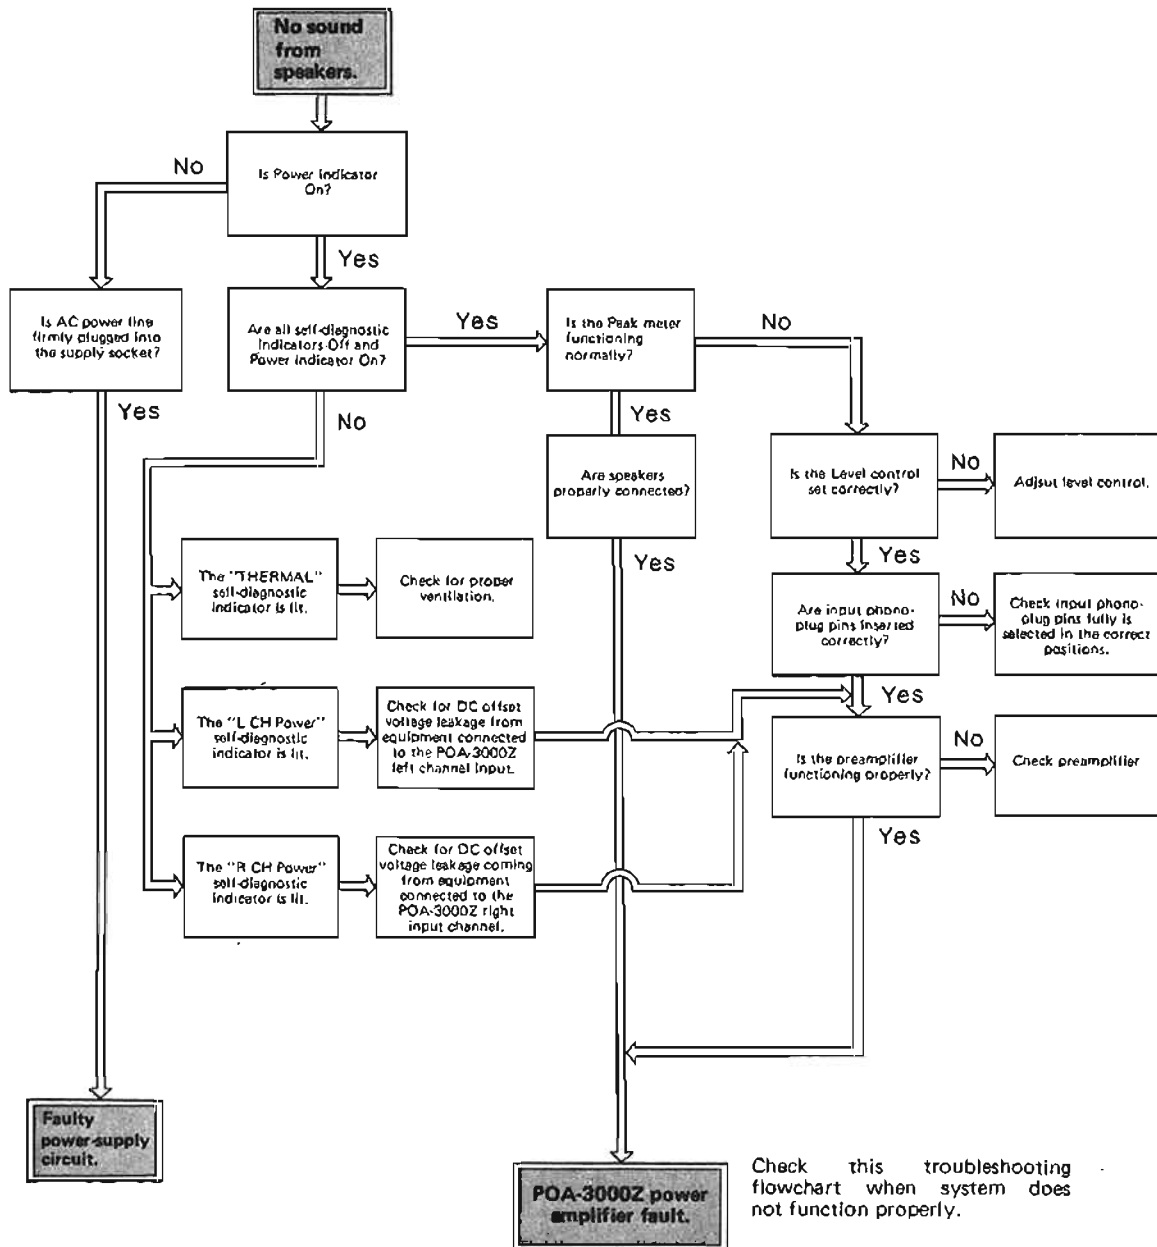 No sound
from
speakers.
No
Is Power Indicator
On?
Yes
Is AC power line
firmly plugged into
the supply socket?
Yes
Are all self-diagnostic
Indicators Off and
Power Indicator On?
Yes
No
Is the Peak meter
functioning
normally?
No
Yes
Are speakers
properly connected?
Yes
Is the Level control
set correctly?
No
Adjsut level control.
Yes
The "THERMAL"
self-diagnostic
indicator is lit.
Check for proper
ventilation.
Are input phono-
plug pins inserted
correctly?
No
Check input phono-
plug pins fully is
selected in the correct
positions.
Yes
The "L CH Power"
self-diagnostic
indicator is lit.
Check for DC offset
voltage leakage from
equipment connected
to the POA-3000Z
left channel input.
Is the preamplifier
functioning properly?
No
Check preamplifier
Yes
The "R CH Power"
self-diagnostic
indicator is lit.
Check for DC offset
voltage leakage coming
from equipment
connected to the
POA-3000Z right
input channel.
Faulty
power-supply
circuit.
POA-3000Z power
amplifier fault.
Check this troubleshooting
flowchart when system does
not function properly.